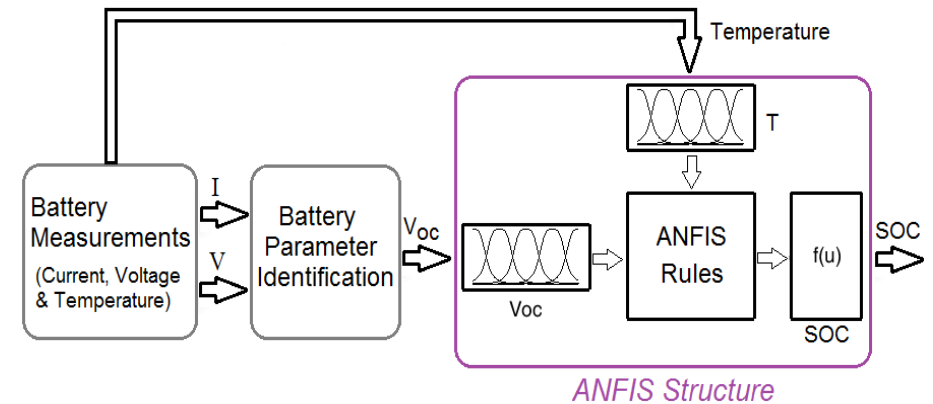 Temperature
T
Battery
Measurements
(Current, Voltage
& Temperature)
I
V
Battery
Parameter
Identification
Voc
Voc
ANFIS
Rules
f(u)
SOC
SOC
ANFIS Structure